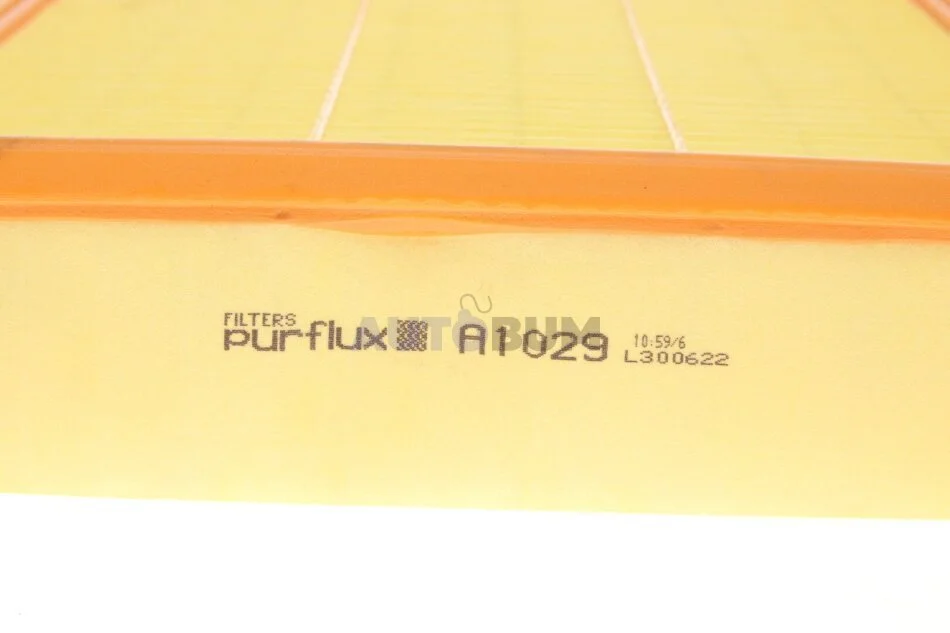 FILTERS
purflux A1029 10:59/6
L300622
AUTOBUM